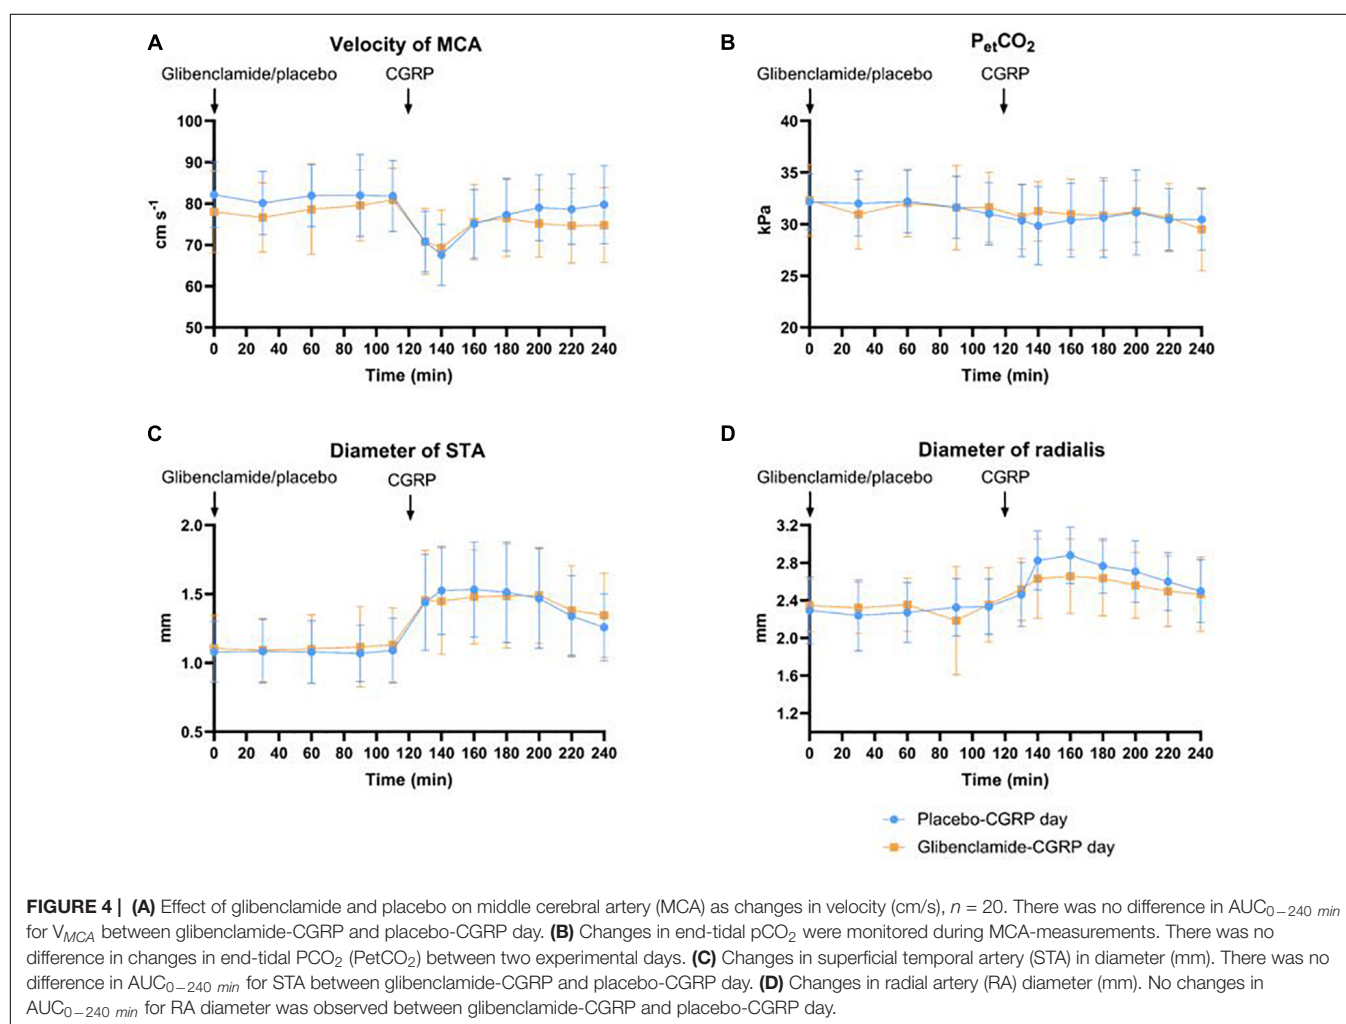 A
Velocity of MCA
Glibenclamide/placebo
CGRP
100
90
80
70
60
50
cm s⁻¹
0 20 40 60 80 100 120 140 160 180 200 220 240
Time (min)
B
PetCO2
Glibenclamide/placebo
CGRP
40
35
30
25
20
kPa
0 20 40 60 80 100 120 140 160 180 200 220 240
Time (min)
C
Diameter of STA
Glibenclamide/placebo
CGRP
2.0
1.5
1.0
0.5
mm
0 20 40 60 80 100 120 140 160 180 200 220 240
Time (min)
D
Diameter of radialis
Glibenclamide/placebo
CGRP
3.2
2.8
2.4
2.0
1.6
1.2
mm
0 20 40 60 80 100 120 140 160 180 200 220 240
Time (min)
Placebo-CGRP day
Glibenclamide-CGRP day
FIGURE 4 | (A) Effect of glibenclamide and placebo on middle cerebral artery (MCA) as changes in velocity (cm/s), n = 20. There was no difference in AUC0−240 min
for VMCA between glibenclamide-CGRP and placebo-CGRP day. (B) Changes in end-tidal pCO2 were monitored during MCA-measurements. There was no
difference in changes in end-tidal PCO2 (PetCO2) between two experimental days. (C) Changes in superficial temporal artery (STA) in diameter (mm). There was no
difference in AUC0−240 min for STA between glibenclamide-CGRP and placebo-CGRP day. (D) Changes in radial artery (RA) diameter (mm). No changes in
AUC0−240 min for RA diameter was observed between glibenclamide-CGRP and placebo-CGRP day.